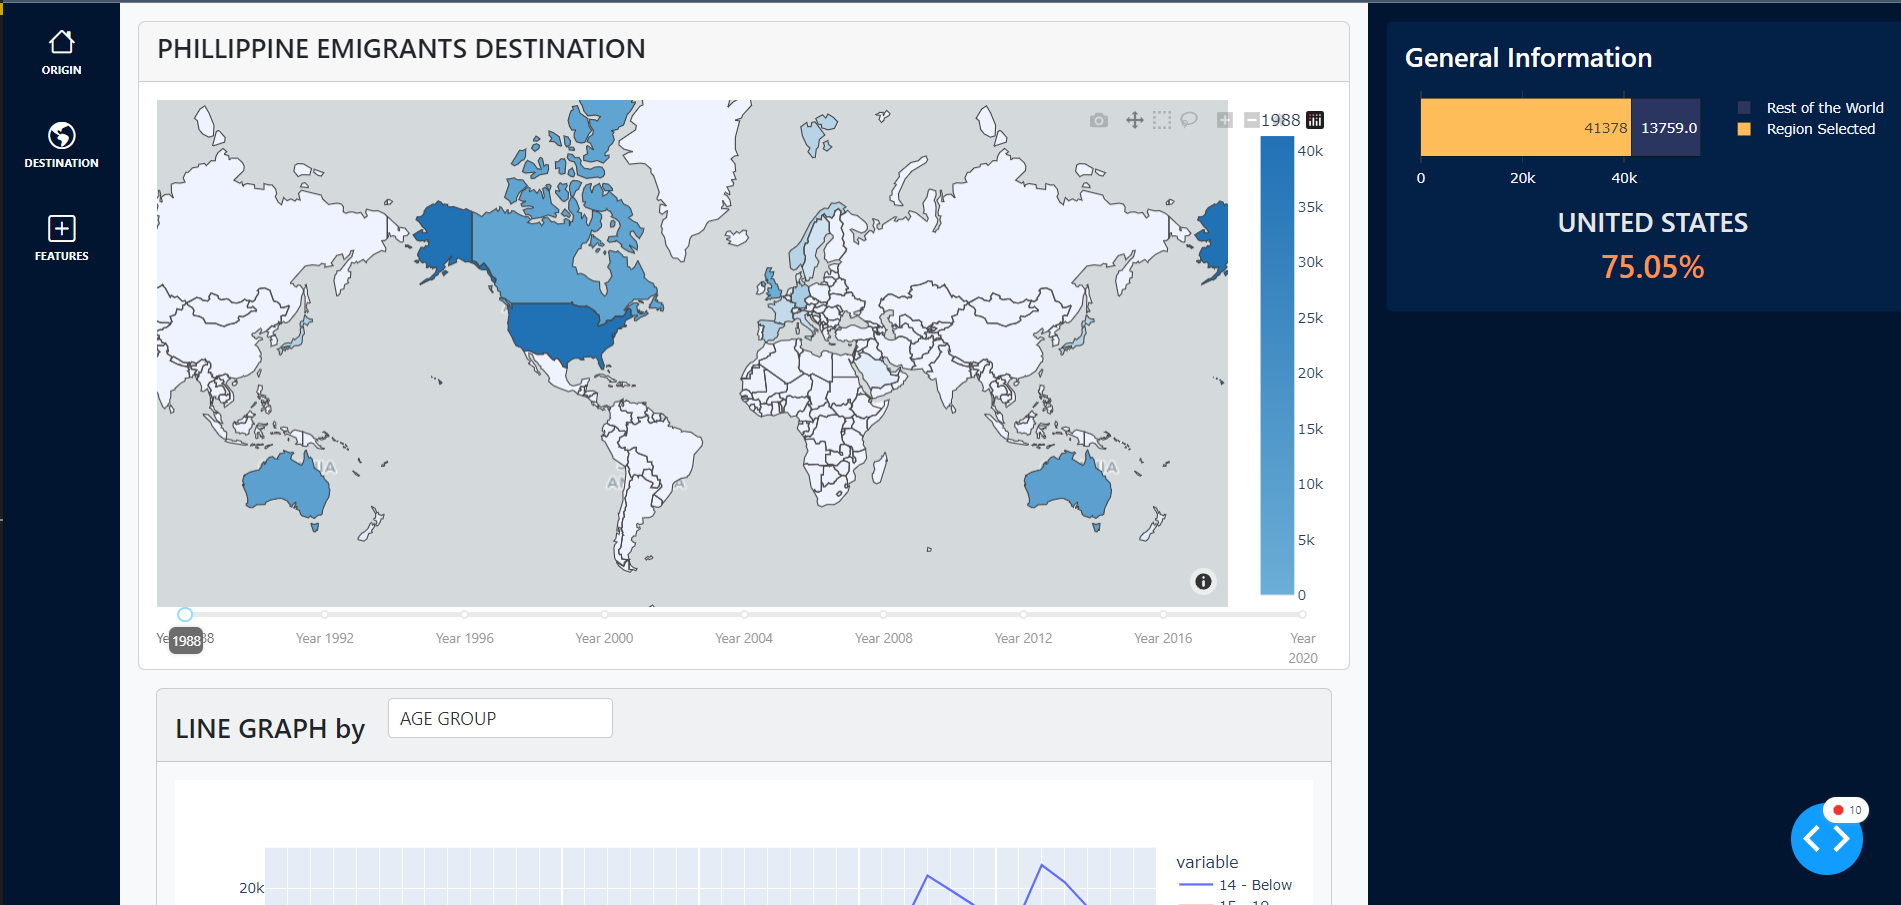 ORIGIN
DESTINATION
FEATURES
PHILLIPPINE EMIGRANTS DESTINATION
1988
40k
35k
30k
25k
20k
15k
10k
5k
0
IA
IA
A
1988
Year 1992
Year 1996
Year 2000
Year 2004
Year 2008
Year 2012
Year 2016
Year
2020
LINE GRAPH by
AGE GROUP
20k
variable
14 - Below
General Information
41378
13759.0
Rest of the World
Region Selected
0
20k
40k
UNITED STATES
75.05%
10